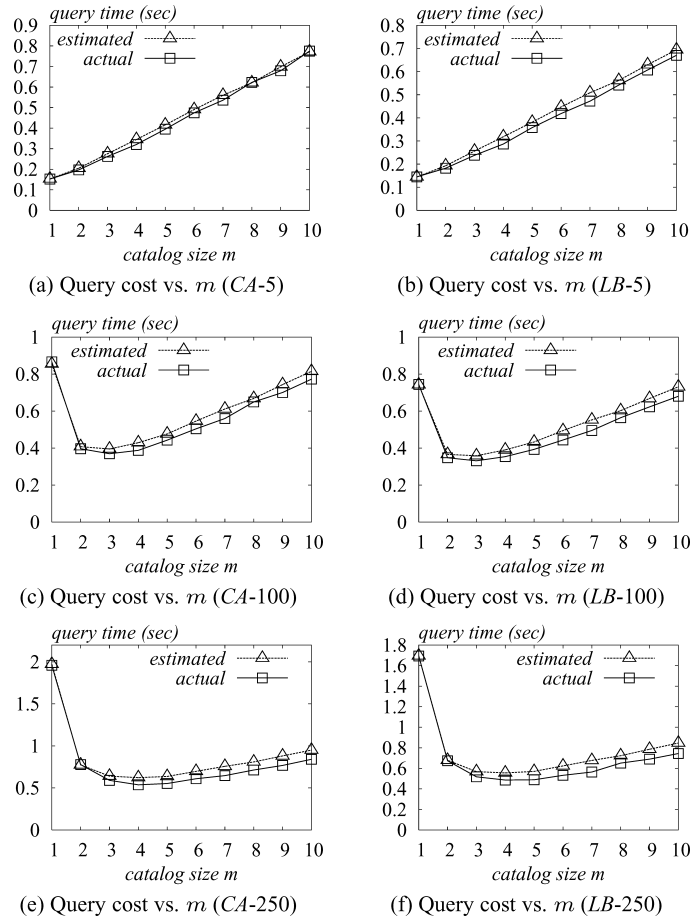 query time (sec)
0.9
0.8
0.7
0.6
0.5
0.4
0.3
0.2
0.1
0
estimated
actual
1 2 3 4 5 6 7 8 9 10
catalog size m
(a) Query cost vs. m (CA-5)
query time (sec)
0.8
0.7
0.6
0.5
0.4
0.3
0.2
0.1
0
estimated
actual
1 2 3 4 5 6 7 8 9 10
catalog size m
(b) Query cost vs. m (LB-5)
query time (sec)
1
0.8
0.6
0.4
0.2
0
estimated
actual
1 2 3 4 5 6 7 8 9 10
catalog size m
(c) Query cost vs. m (CA-100)
query time (sec)
1
0.8
0.6
0.4
0.2
0
estimated
actual
1 2 3 4 5 6 7 8 9 10
catalog size m
(d) Query cost vs. m (LB-100)
query time (sec)
2
1.5
1
0.5
0
estimated
actual
1 2 3 4 5 6 7 8 9 10
catalog size m
(e) Query cost vs. m (CA-250)
query time (sec)
1.8
1.6
1.4
1.2
1
0.8
0.6
0.4
0.2
0
estimated
actual
1 2 3 4 5 6 7 8 9 10
catalog size m
(f) Query cost vs. m (LB-250)